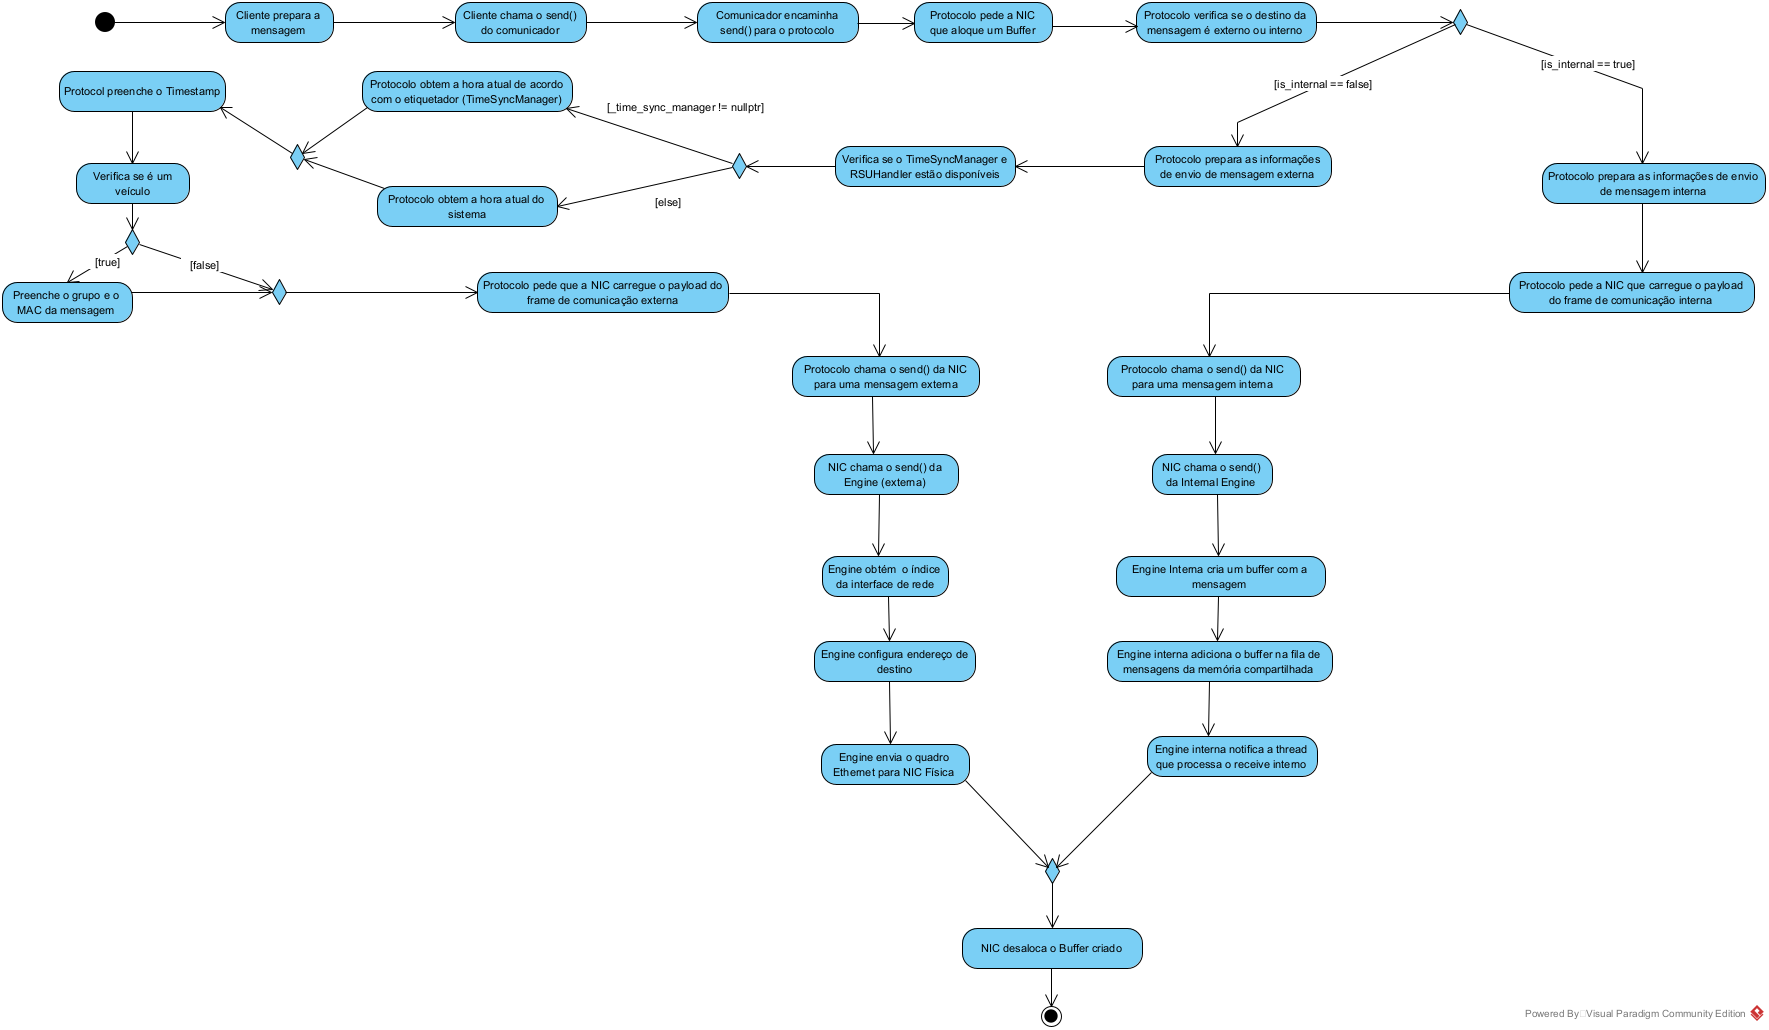 Cliente prepara a
mensagem
Cliente chama o send()
do comunicador
Comunicador encaminha
send() para o protocolo
Protocolo pede a NIC
que aloque um Buffer
Protocolo verifica se o destino da
mensagem é externo ou interno
[is_internal == true]
[is_internal == false]
Protocol preenche o Timestamp
Protocolo obtem a hora atual de acordo
com o etiquetador (TimeSyncManager)
[_time_sync_manager != nullptr]
Verifica se o TimeSyncManager e
RSUHandler estão disponíveis
Protocolo prepara as informações
de envio de mensagem externa
Protocolo prepara as informações de envio
de mensagem interna
Verifica se é um
veículo
Protocolo obtem a hora atual do
sistema
[else]
[true]
[false]
Preenche o grupo e o
MAC da mensagem
Protocolo pede que a NIC carregue o payload do
frame de comunicação externa
Protocolo pede a NIC que carregue o payload
do frame de comunicação interna
Protocolo chama o send() da NIC
para uma mensagem externa
Protocolo chama o send() da NIC
para uma mensagem interna
NIC chama o send() da
Engine (externa)
NIC chama o send()
da Internal Engine
Engine obtém o índice
da interface de rede
Engine Interna cria um buffer com a
mensagem
Engine configura endereço de
destino
Engine interna adiciona o buffer na fila de
mensagens da memória compartilhada
Engine envia o quadro
Ethernet para NIC Física
Engine interna notifica a thread
que processa o receive interno
NIC desaloca o Buffer criado
Powered By Visual Paradigm Community Edition